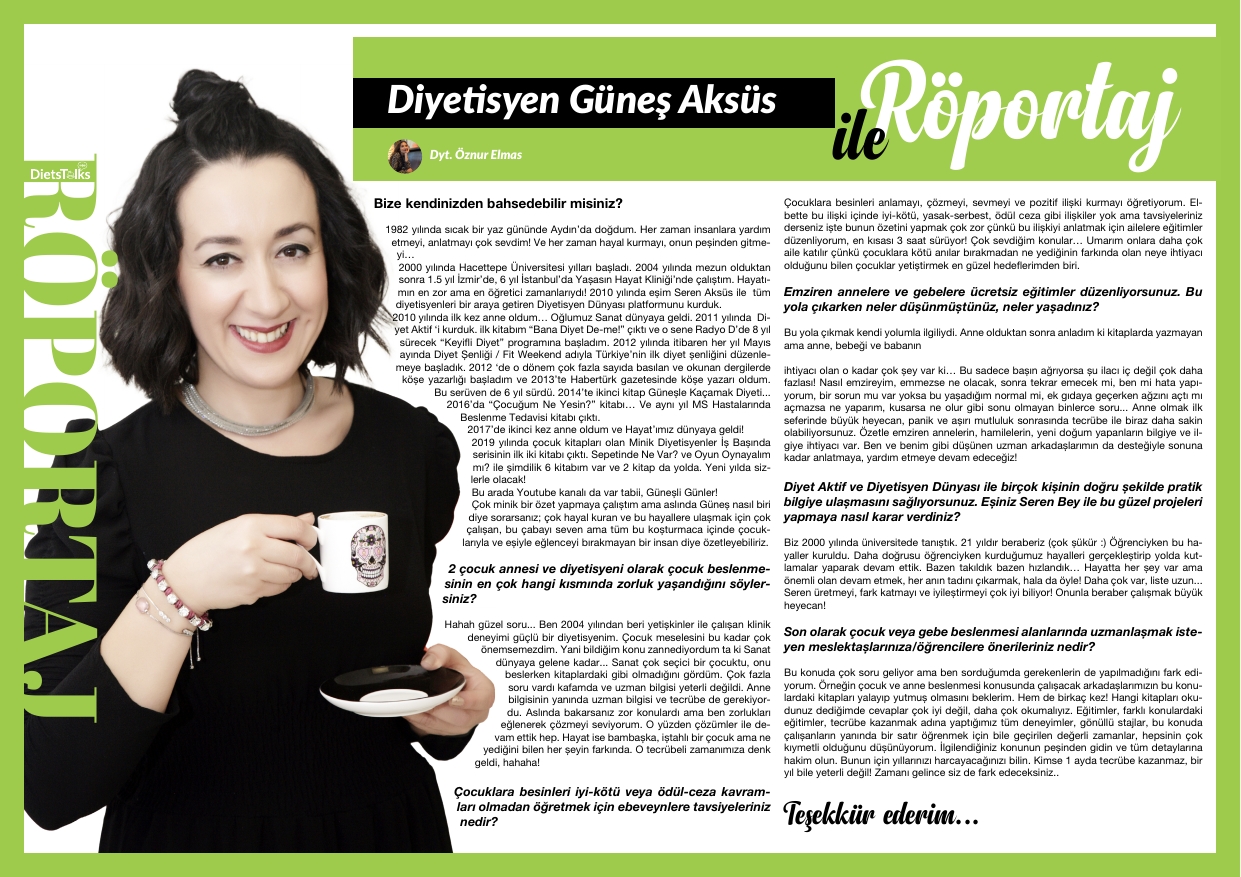 Diyetisyen Güneş Aksüs
ile Röportaj
Dyt. Öznur Elmas
DietsTalks
RÖPORTAJ
Bize kendinizden bahsedebilir misiniz?
1982 yılında sıcak bir yaz gününde Aydın'da doğdum. Her zaman insanlara yardım
etmeyi, anlatmayı çok sevdim! Ve her zaman hayal kurmayı, onun peşinden gitme-
yi…
2000 yılında Hacettepe Üniversitesi yılları başladı. 2004 yılında mezun olduktan
sonra 1.5 yıl İzmir'de, 6 yıl İstanbul'da Yaşasın Hayat Kliniği'nde çalıştım. Hayatı-
mın en zor ama en öğretici zamanlarıydı! 2010 yılında eşim Seren Aksüs ile tüm
diyetisyenleri bir araya getiren Diyetisyen Dünyası platformunu kurduk.
2010 yılında ilk kez anne oldum… Oğlumuz Sanat dünyaya geldi. 2011 yılında Di-
yet Aktif 'i kurduk. ilk kitabım "Bana Diyet De-me!" çıktı ve o sene Radyo D'de 8 yıl
sürecek "Keyifli Diyet" programına başladım. 2012 yılında itibaren her yıl Mayıs
ayında Diyet Şenliği / Fit Weekend adıyla Türkiye'nin ilk diyet şenliğini düzenle-
meye başladık. 2012 'de o dönem çok fazla sayıda basılan ve okunan dergilerde
köşe yazarlığı başladım ve 2013'te Habertürk gazetesinde köşe yazarı oldum.
Bu serüven de 6 yıl sürdü. 2014'te ikinci kitap Güneşle Kaçamak Diyeti...
2016'da "Çocuğum Ne Yesin?" kitabı… Ve aynı yıl MS Hastalarında
Beslenme Tedavisi kitabı çıktı.
2017'de ikinci kez anne oldum ve Hayat'ımız dünyaya geldi!
2019 yılında çocuk kitapları olan Minik Diyetisyenler İş Başında
serisinin ilk iki kitabı çıktı. Sepetinde Ne Var? ve Oyun Oynayalım
mı? ile şimdilik 6 kitabım var ve 2 kitap da yolda. Yeni yılda siz-
lerle olacak!
Bu arada Youtube kanalı da var tabii, Güneşli Günler!
Çok minik bir özet yapmaya çalıştım ama aslında Güneş nasıl biri
diye sorarsanız; çok hayal kuran ve bu hayallere ulaşmak için çok
çalışan, bu çabayı seven ama tüm bu koşturmaca içinde çocuk-
larıyla ve eşiyle eğlenceyi bırakmayan bir insan diye özetleyebiliriz.
2 çocuk annesi ve diyetisyeni olarak çocuk beslenme-
sinin en çok hangi kısmında zorluk yaşandığını söyler-
siniz?
Hahah güzel soru... Ben 2004 yılından beri yetişkinler ile çalışan klinik
deneyimi güçlü bir diyetisyenim. Çocuk meselesini bu kadar çok
önemsemezdim. Yani bildiğim konu zannediyordum ta ki Sanat
dünyaya gelene kadar... Sanat çok seçici bir çocuktu, onu
beslerken kitaplardaki gibi olmadığını gördüm. Çok fazla
soru vardı kafamda ve uzman bilgisi yeterli değildi. Anne
bilgisinin yanında uzman bilgisi ve tecrübe de gerekiyor-
du. Aslında bakarsanız zor konulardı ama ben zorlukları
eğlenerek çözmeyi seviyorum. O yüzden çözümler ile de-
vam ettik hep. Hayat ise bambaşka, iştahlı bir çocuk ama ne
yediğini bilen her şeyin farkında. O tecrübeli zamanımıza denk
geldi, hahaha!
Çocuklara besinleri iyi-kötü veya ödül-ceza kavram-
ları olmadan öğretmek için ebeveynlere tavsiyeleriniz
nedir?
Çocuklara besinleri anlamayı, çözmeyi, sevmeyi ve pozitif ilişki kurmayı öğretiyorum. El-
bette bu ilişki içinde iyi-kötü, yasak-serbest, ödül ceza gibi ilişkiler yok ama tavsiyeleriniz
derseniz işte bunun özetini yapmak çok zor çünkü bu ilişkiyi anlatmak için ailelere eğitimler
düzenliyorum, en kısası 3 saat sürüyor! Çok sevdiğim konular… Umarım onlara daha çok
aile katılır çünkü çocuklara kötü anılar bırakmadan ne yediğinin farkında olan neye ihtiyacı
olduğunu bilen çocuklar yetiştirmek en güzel hedeflerimden biri.
Emziren annelere ve gebelere ücretsiz eğitimler düzenliyorsunuz. Bu
yola çıkarken neler düşünmüştünüz, neler yaşadınız?
Bu yola çıkmak kendi yolumla ilgiliydi. Anne olduktan sonra anladım ki kitaplarda yazmayan
ama anne, bebeği ve babanın
ihtiyacı olan o kadar çok şey var ki… Bu sadece başın ağrıyorsa şu ilacı iç değil çok daha
fazlası! Nasıl emzireyim, emmezse ne olacak, sonra tekrar emecek mi, ben mi hata yapı-
yorum, bir sorun mu var yoksa bu yaşadığım normal mi, ek gıdaya geçerken ağzını açtı mı
açmazsa ne yaparım, kusarsa ne olur gibi sonu olmayan binlerce soru... Anne olmak ilk
seferinde büyük heyecan, panik ve aşırı mutluluk sonrasında tecrübe ile biraz daha sakin
olabiliyorsunuz. Özetle emziren annelerin, hamilelerin, yeni doğum yapanların bilgiye ve il-
giye ihtiyacı var. Ben ve benim gibi düşünen uzman arkadaşlarımızın da desteğiyle sonuna
kadar anlatmaya, yardım etmeye devam edeceğiz!
Diyet Aktif ve Diyetisyen Dünyası ile birçok kişinin doğru şekilde pratik
bilgiye ulaşmasını sağlıyorsunuz. Eşiniz Seren Bey ile bu güzel projeleri
yapmaya nasıl karar verdiniz?
Biz 2000 yılında üniversitede tanıştık. 21 yıldır beraberiz (çok şükür :) Öğrenciyken bu ha-
yaller kuruldu. Daha doğrusu öğrenciyken kurduğumuz hayalleri gerçekleştirip yolda kut-
lamalar yaparak devam ettik. Bazen takıldık bazen hızlandık… Hayatta her şey var ama
önemli olan devam etmek, her anın tadını çıkarmak, hala da öyle! Daha çok var, liste uzun...
Seren üretmeyi, fark katmayı ve iyileştirmeyi çok iyi biliyor! Onunla beraber çalışmak büyük
heyecan!
Son olarak çocuk veya gebe beslenmesi alanlarında uzmanlaşmak iste-
yen meslektaşlarınıza/öğrencilere önerileriniz nedir?
Bu konuda çok soru geliyor ama ben sorduğumda gerekenlerin de yapılmadığını fark edi-
yorum. Örneğin çocuk ve anne beslenmesi konusunda çalışacak arkadaşlarımızın bu konu-
lardaki kitapları yalayıp yutmuş olmasını beklerim. Hem de birkaç kez! Hangi kitapları oku-
dunuz dediğimde cevaplar çok iyi değil, daha çok okumalıyız. Eğitimler, farklı konulardaki
eğitimler, tecrübe kazanmak adına yaptığımız tüm deneyimler, gönüllü stajlar, bu konuda
çalışanların yanında bir satır öğrenmek için bile geçirilen değerli zamanlar, hepsinin çok
kıymetli olduğunu düşünüyorum. İlgilendiğiniz konunun peşinden gidin ve tüm detaylarına
hakim olun. Bunun için yıllarınızı harcayacağınızı bilin. Kimse 1 ayda tecrübe kazanmaz, bir
yıl bile yeterli değil! Zamanı gelince siz de fark edeceksiniz..
Teşekkür ederim...